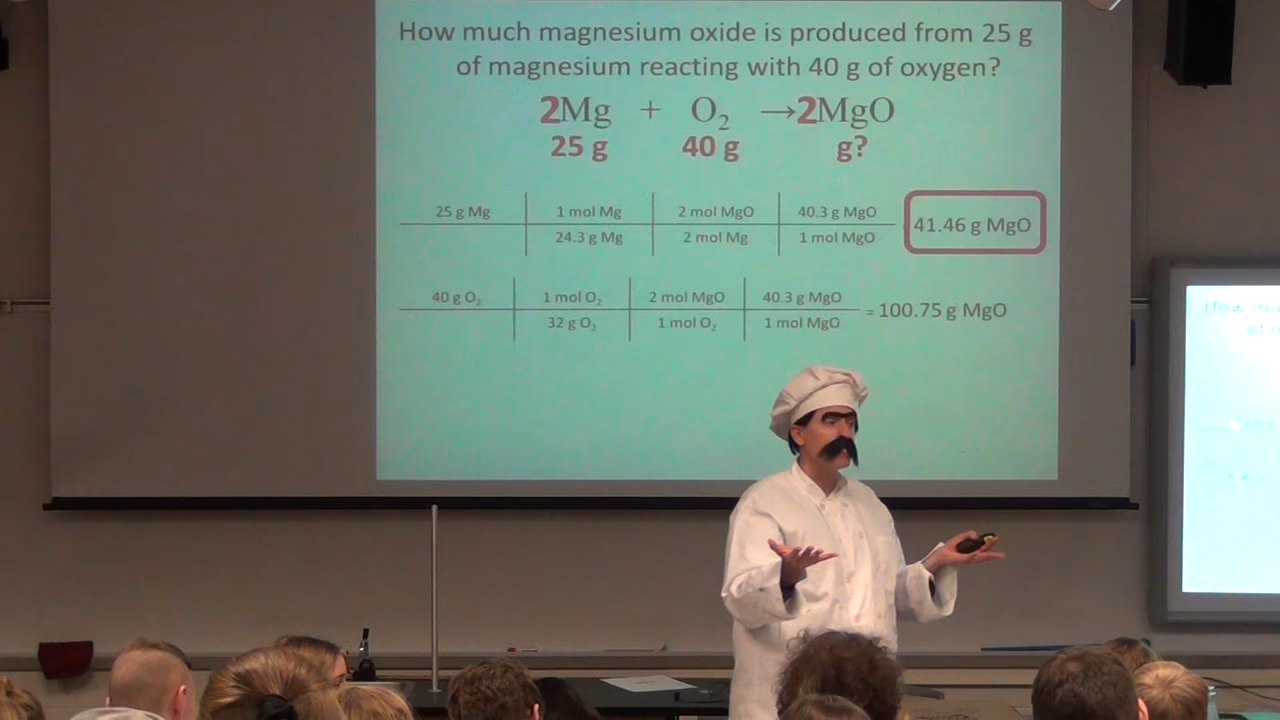 How much magnesium oxide is produced from 25 g
of magnesium reacting with 40 g of oxygen?
2Mg + O₂ →2MgO
25 g 40 g g?
25 g Mg 1 mol Mg 2 mol MgO 40.3 g MgO
41.46 g MgO
24.3 g Mg 2 mol Mg 1 mol MgO
40 g O₂ 1 mol O₂ 2 mol MgO 40.3 g MgO
= 100.75 g MgO
32 g O₂ 1 mol O₂ 1 mol MgO